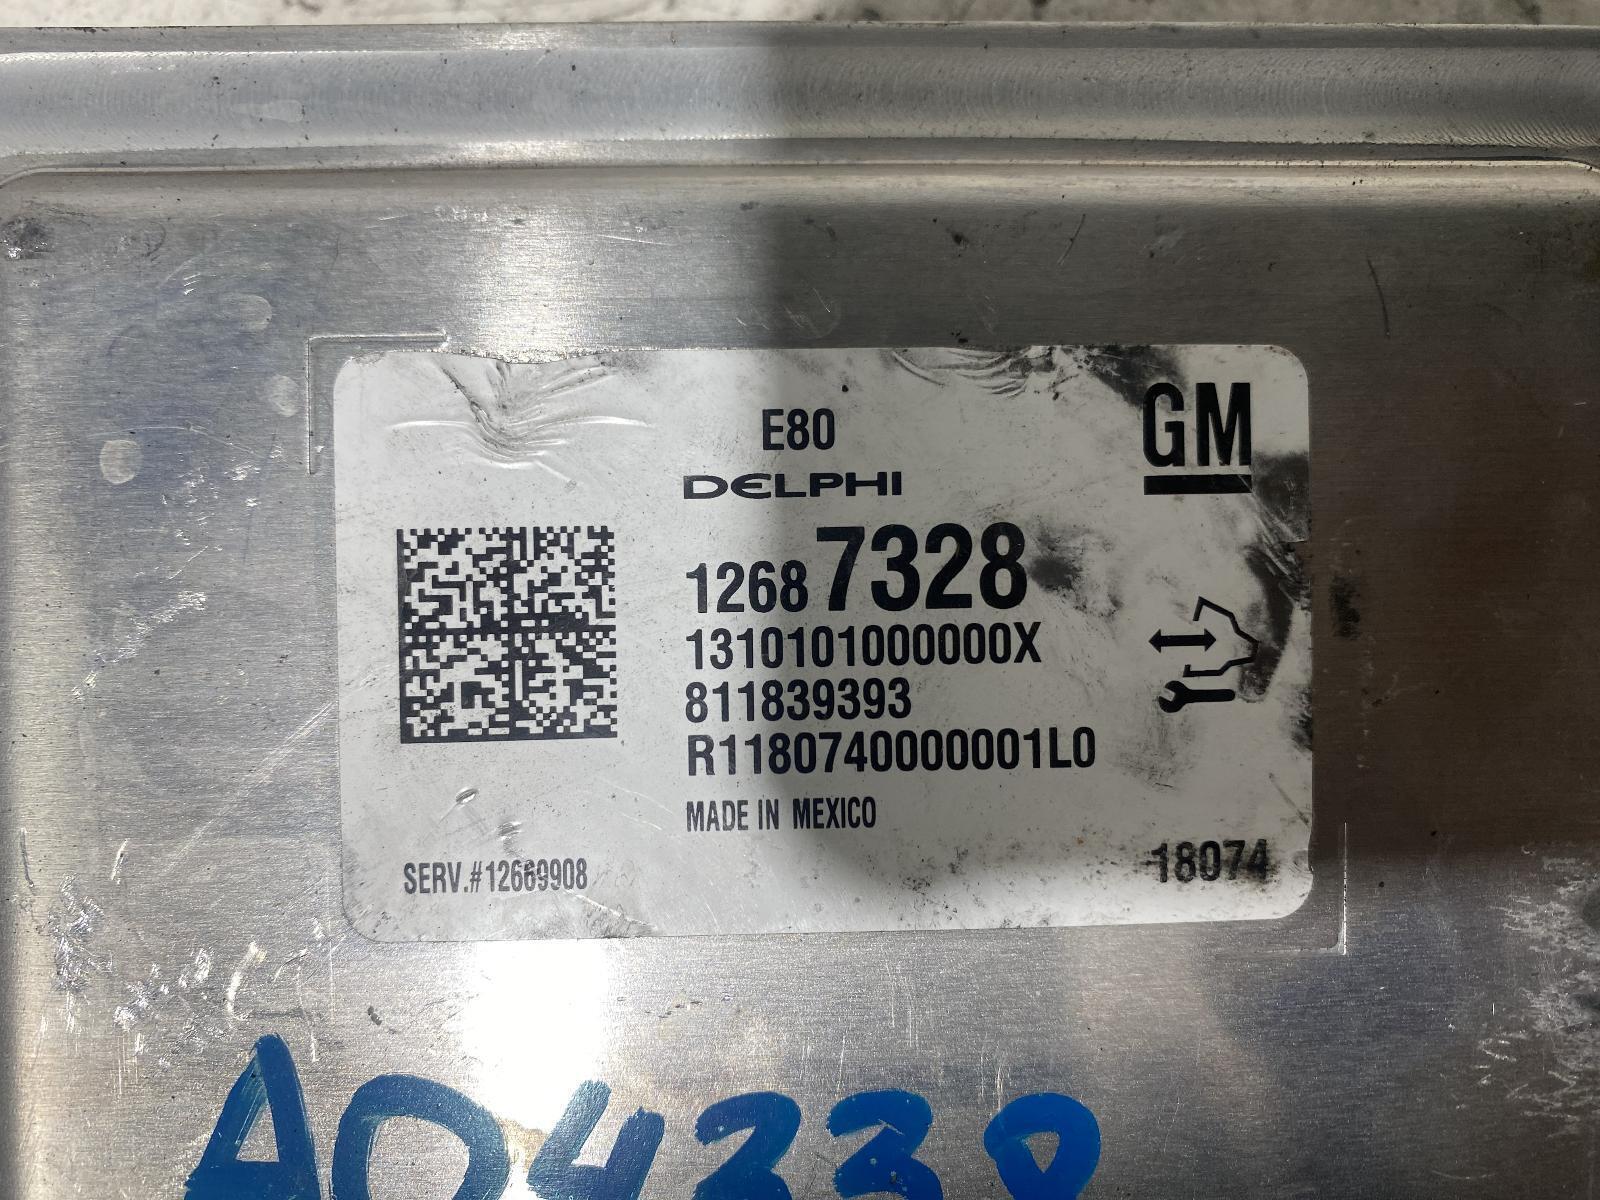 E80
GM
DELPHI
12687328
1310101000000X
811839393
R1180740000001L0
MADE IN MEXICO
SERV.#12669908
18074